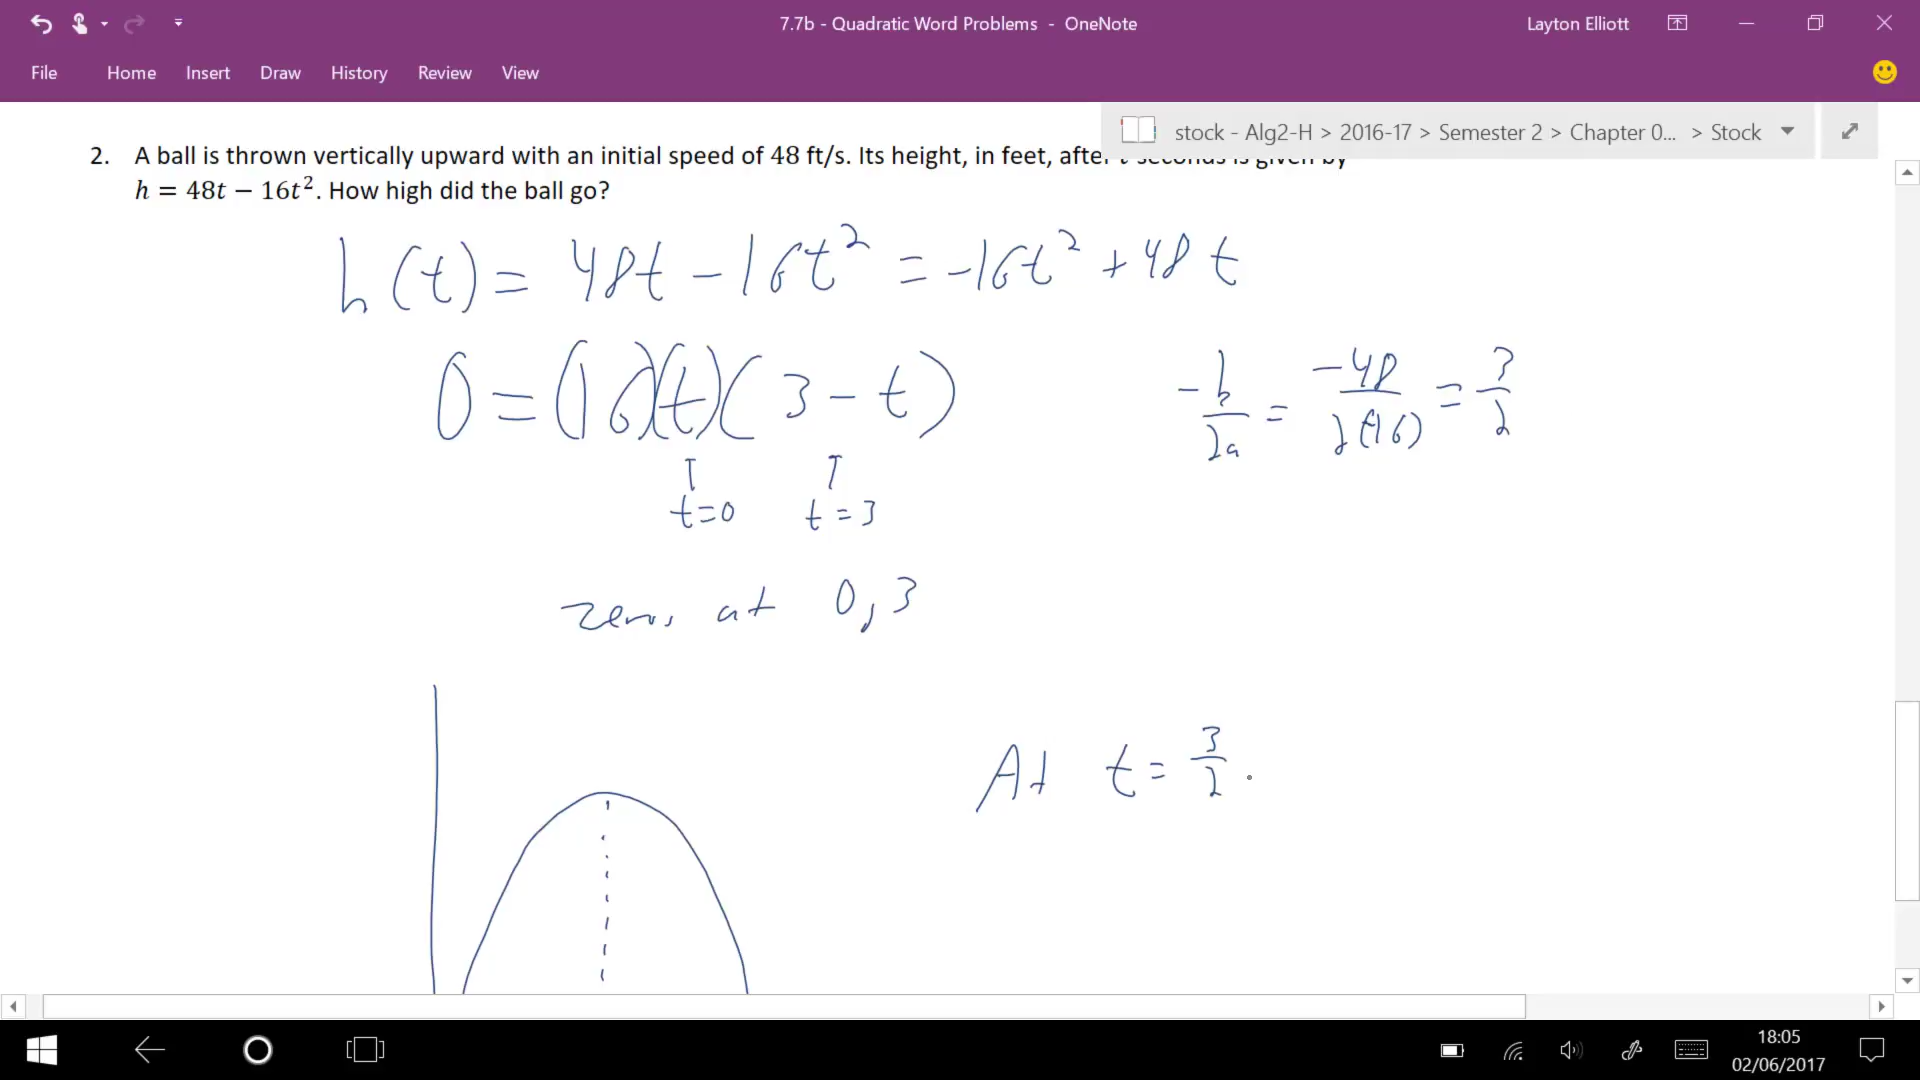 7.7b - Quadratic Word Problems - OneNote
Layton Elliott
File Home Insert Draw History Review View
stock - Alg2-H > 2016-17 > Semester 2 > Chapter 0... > Stock
2. A ball is thrown vertically upward with an initial speed of 48 ft/s. Its height, in feet, after t seconds is given by
h = 48t − 16t². How high did the ball go?
h(t) = 48t − 16t² = −16t² + 48t
0 = (16)(t)(3 − t)
−b/2a = −48/2(−16) = 3/2
t=0 t=3
zeros at 0, 3
At t = 3/2
18:05
02/06/2017